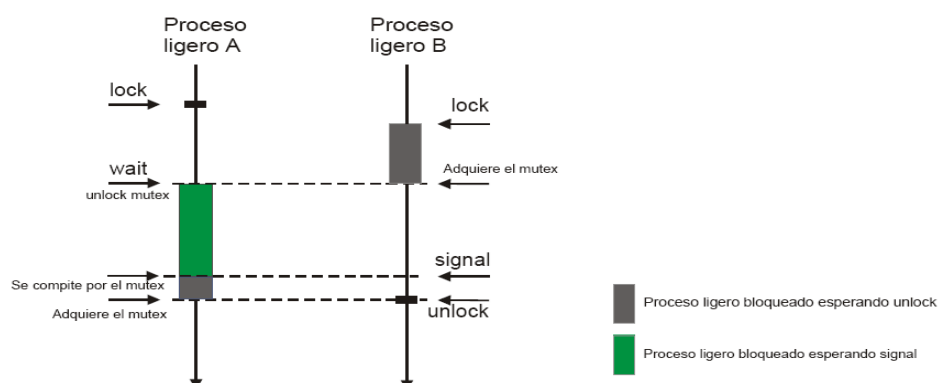 Proceso
ligero A
Proceso
ligero B
lock
lock
wait
unlock mutex
Adquiere el mutex
signal
Se compite por el mutex
Adquiere el mutex
unlock
Proceso ligero bloqueado esperando unlock
Proceso ligero bloqueado esperando signal